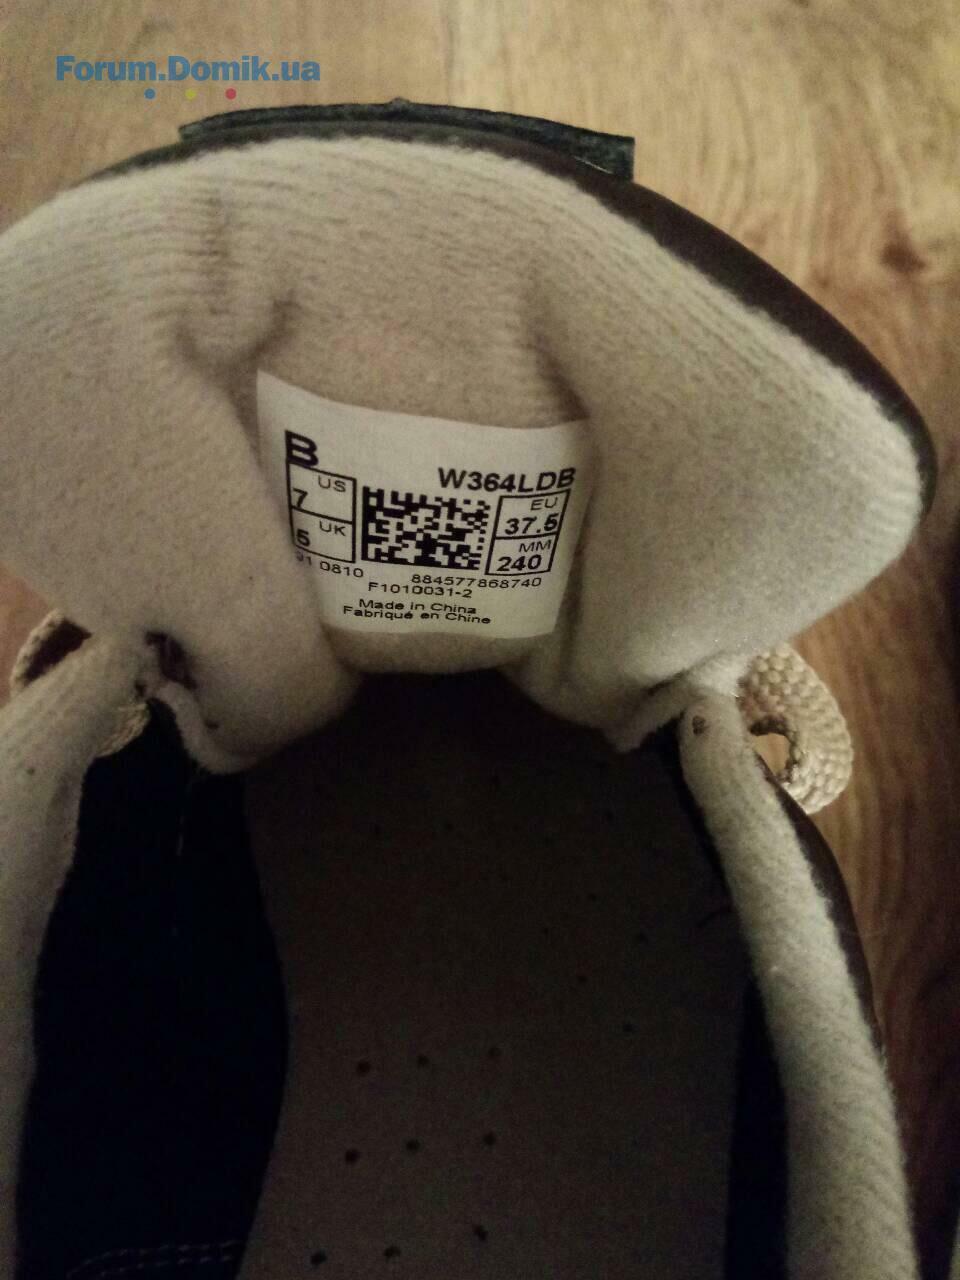 Forum.Domik.ua
B
W364LDB
US
7
UK
5
EU
37.5
MM
240
01 0810
884577868740
F1010031-2
Made in China
Fabriqué en Chine